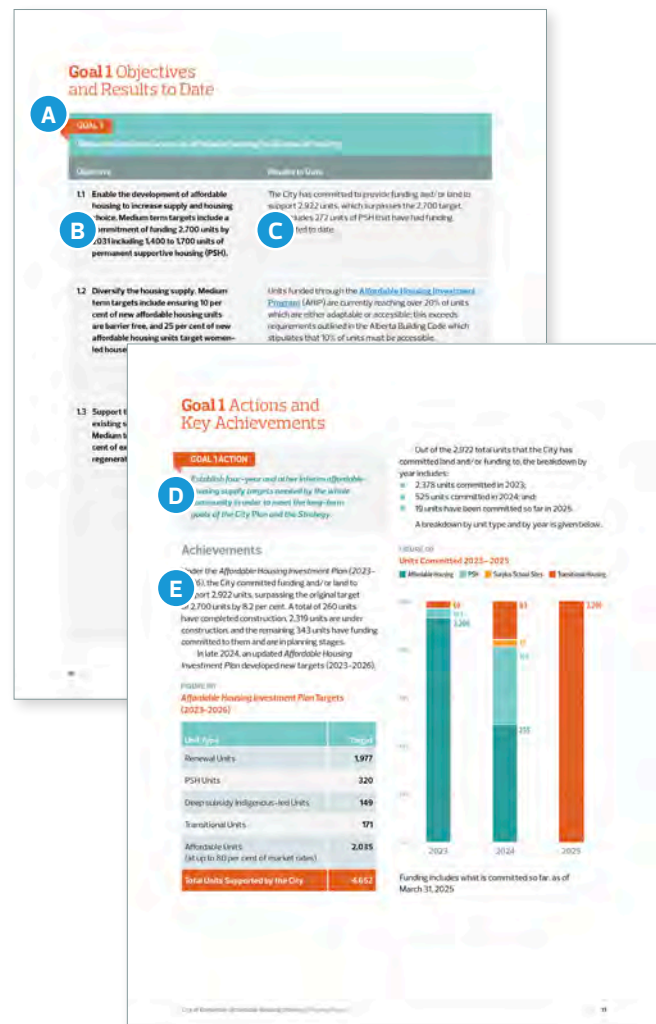 Goal 1 Objectives
and Results to Date
A
GOAL 1
Objective
Results to Date
1.1 Enable the development of affordable
housing to increase supply and housing
choice. Medium term targets include a
B
commitment of funding 2,700 units by
2031 including 1,400 to 1,700 units of
permanent supportive housing (PSH).
The City has committed to provide funding and/or land to
support 2,922 units, which surpasses the 2,700 target.
C
includes 272 units of PSH that have had funding
to date
1.2 Diversify the housing supply. Medium
term targets include ensuring 10 per
cent of new affordable housing units
are barrier free, and 25 per cent of new
affordable housing units target women-
led house
Units funded through the Affordable Housing Investment
Program (AHIP) are currently reaching over 20% of units
which are either adaptable or accessible; this exceeds
requirements outlined in the Alberta Building Code which
stipulates that 10% of units must be accessible.
1.3 Support t
existing s
Medium t
cent of ex
regenerat
Goal 1 Actions and
Key Achievements
GOAL 1 ACTION
D
Establish four-year and other interim affordable
housing supply targets needed by the whole
community in order to meet the long-term
goals of the City Plan and the Strategy.
Achievements
E
Under the Affordable Housing Investment Plan (2023-
2026), the City committed funding and/or land to
support 2,922 units, surpassing the original target
of 2,700 units by 8.2 per cent. A total of 260 units
have completed construction, 2,319 units are under
construction, and the remaining 343 units have funding
committed to them and are in planning stages.
In late 2024, an updated Affordable Housing
Investment Plan developed new targets (2023-2026).
Affordable Housing Investment Plan Targets
(2023-2026)
Unit Type Target
Renewal Units 1,977
PSH Units 320
Deep subsidy Indigenous-led Units 149
Transitional Units 171
Affordable Units 2,035
(at up to 80 per cent of market rates)
Total Units Supported by the City 4,652
Out of the 2,922 total units that the City has
committed land and/or funding to, the breakdown by
year includes:
2,378 units committed in 2023;
525 units committed in 2024; and
19 units have been committed so far in 2025.
A breakdown by unit type and by year is given below.
Units Committed 2023-2025
Affordable Housing PSH Surplus School Sites Transitional Housing
2023 2024 2025
Funding includes what is committed so far, as of
March 31, 2025